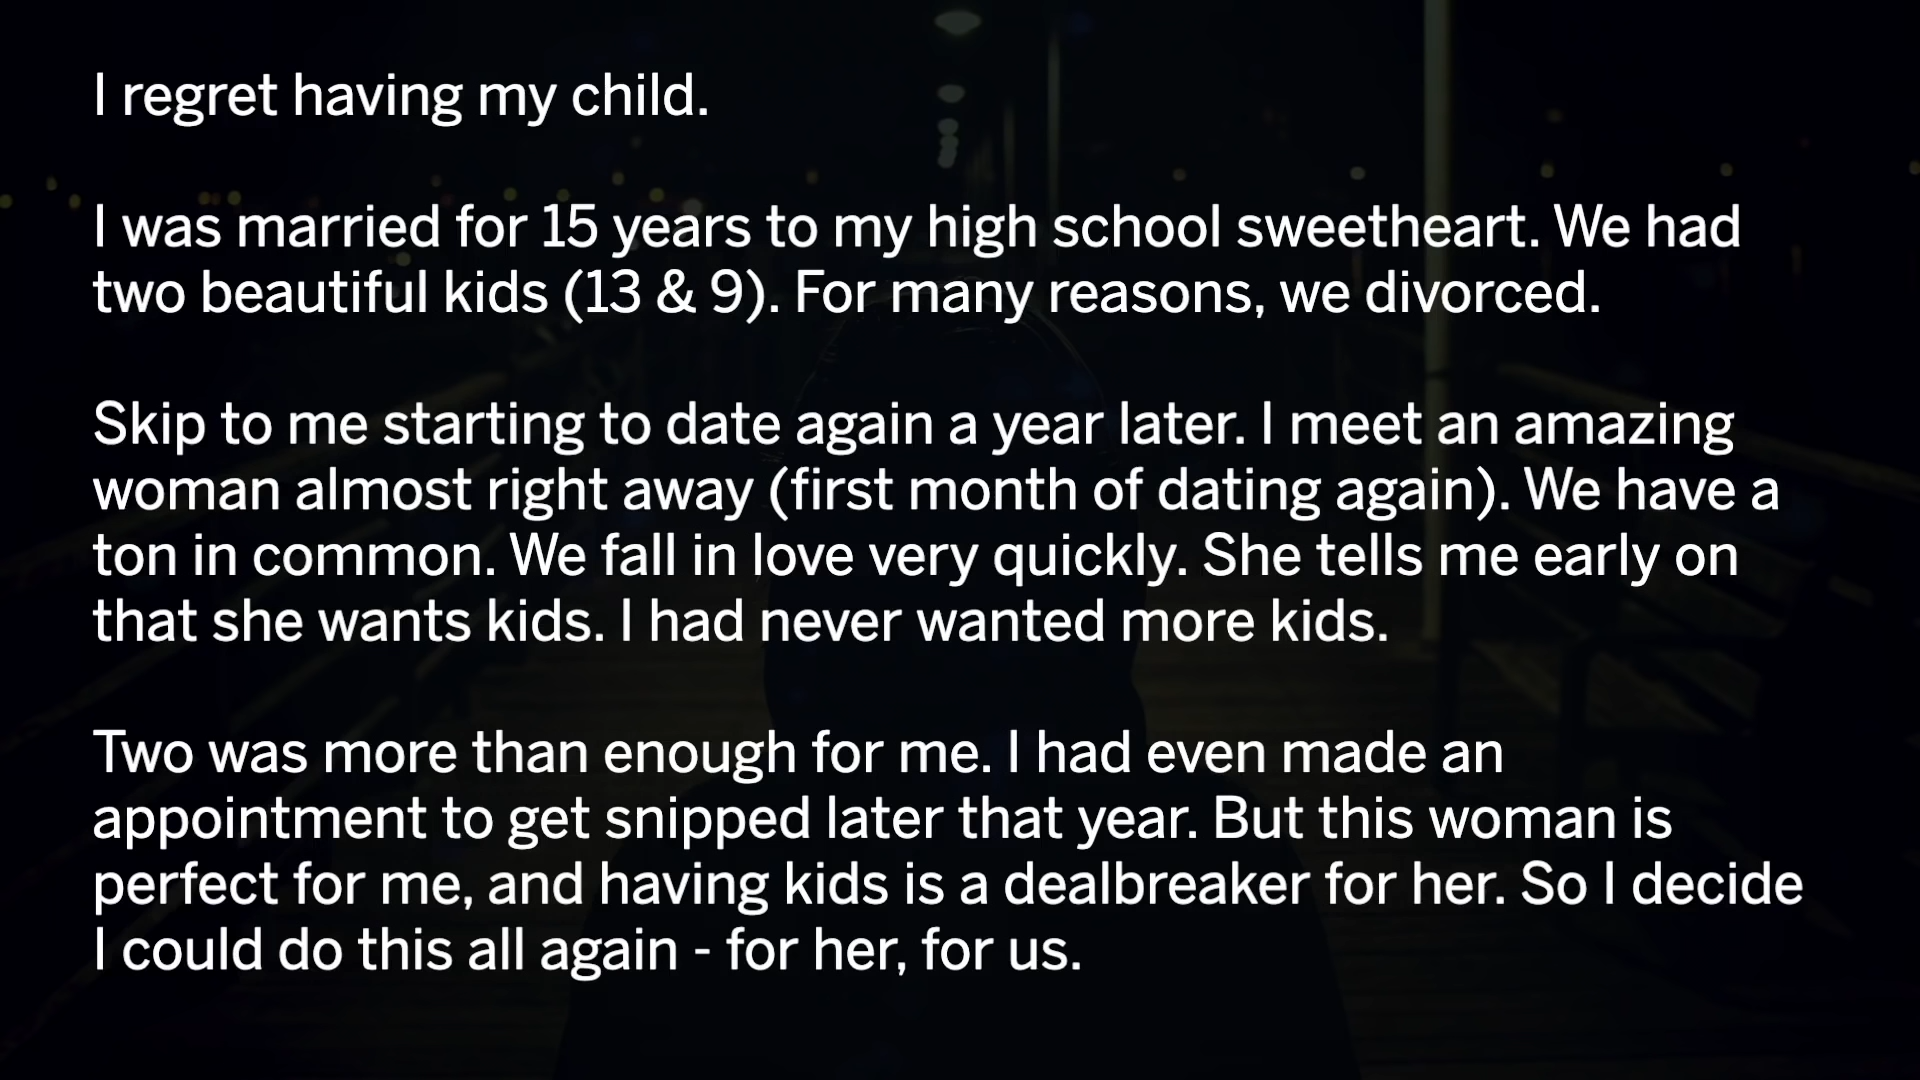 I regret having my child.
I was married for 15 years to my high school sweetheart. We had
two beautiful kids (13 & 9). For many reasons, we divorced.
Skip to me starting to date again a year later. I meet an amazing
woman almost right away (first month of dating again). We have a
ton in common. We fall in love very quickly. She tells me early on
that she wants kids. I had never wanted more kids.
Two was more than enough for me. I had even made an
appointment to get snipped later that year. But this woman is
perfect for me, and having kids is a dealbreaker for her. So I decide
I could do this all again - for her, for us.